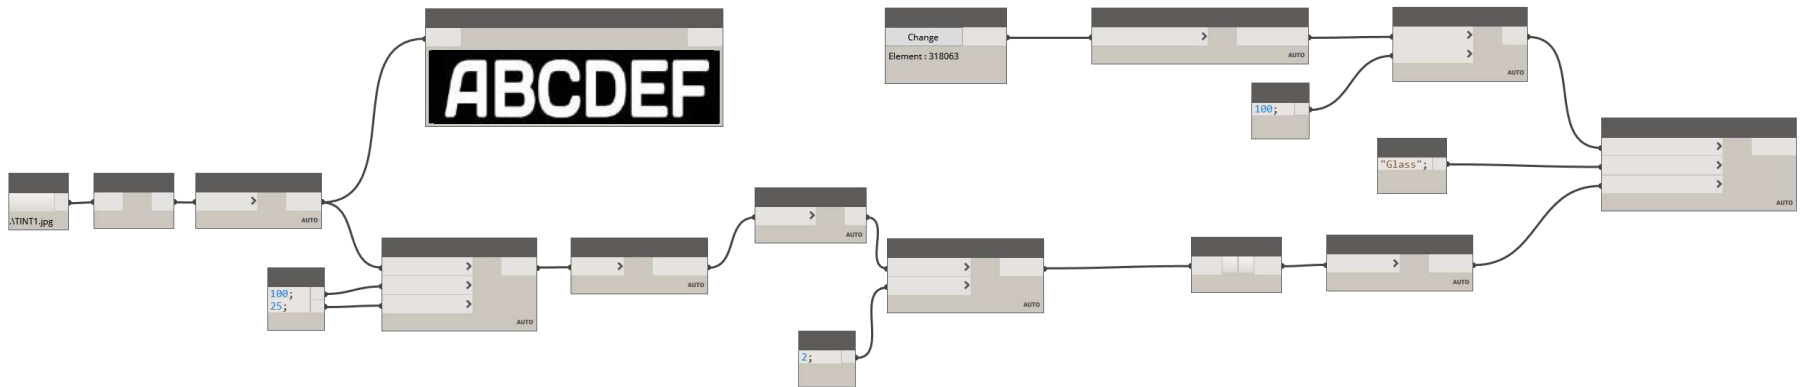 ABCDEF
Change
Element : 318063
AUTO
AUTO
100;
"Glass";
AUTO
.\TINT1.jpg
AUTO
100;
25;
AUTO
AUTO
AUTO
AUTO
2;
AUTO